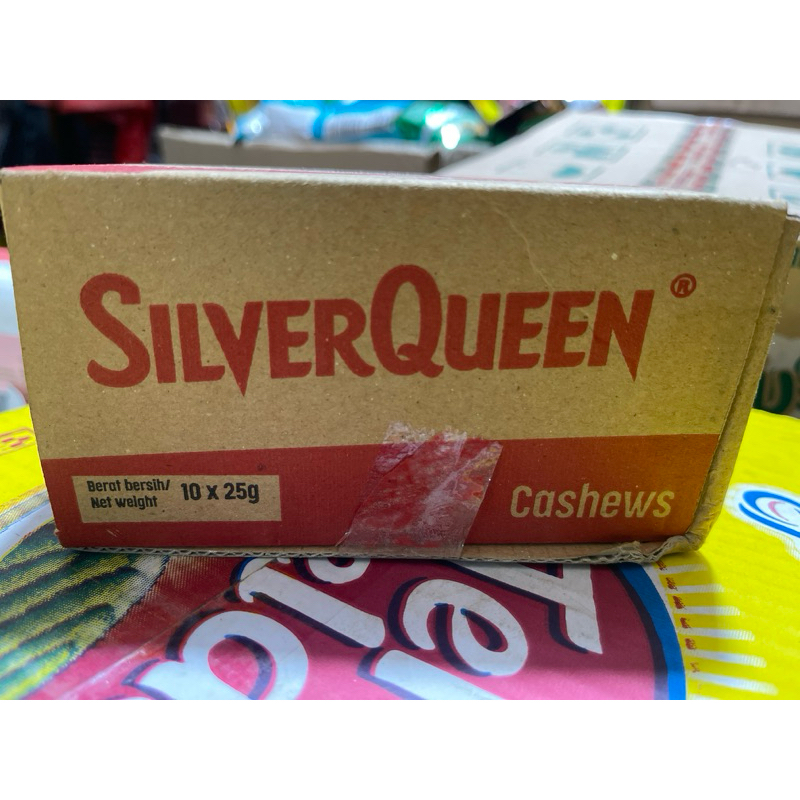 SILVERQUEEN ®
Berat bersih/
Net weight
10 x 25g
Cashews